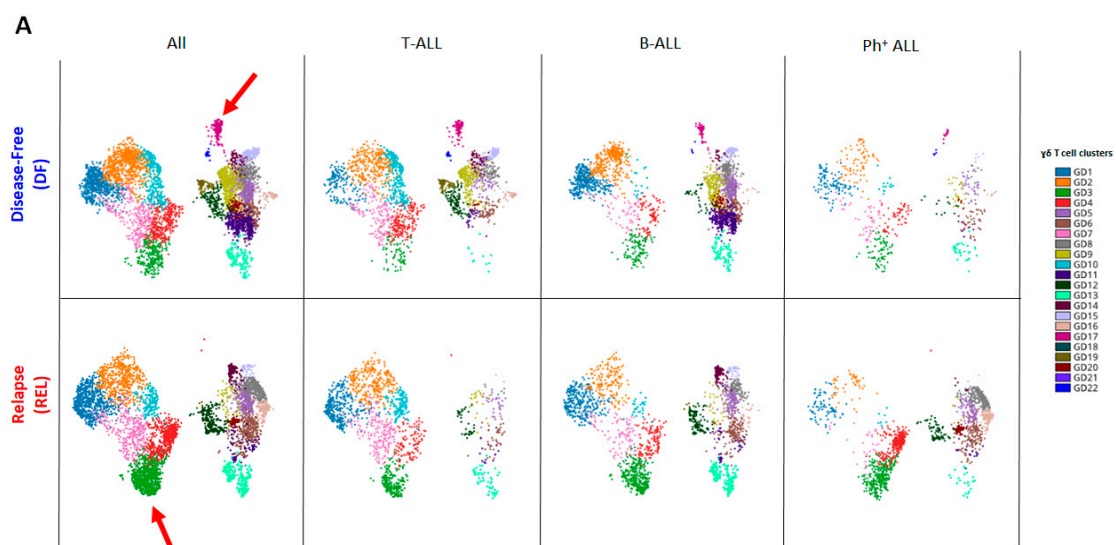 A
All
T-ALL
B-ALL
Ph⁺ ALL
Disease-Free
(DF)
Relapse
(REL)
γδ T cell clusters
GD1
GD2
GD3
GD4
GD5
GD6
GD7
GD8
GD9
GD10
GD11
GD12
GD13
GD14
GD15
GD16
GD17
GD18
GD19
GD20
GD21
GD22